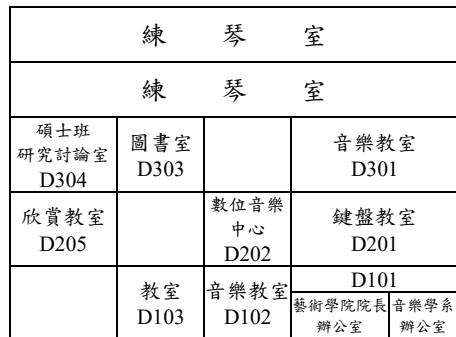 練 琴 室
練 琴 室
碩士班
研究討論室
D304
圖書室
D303
音樂教室
D301
欣賞教室
D205
數位音樂
中心
D202
鍵盤教室
D201
教室
D103
音樂教室
D102
D101
藝術學院院長
辦公室
音樂學系
辦公室